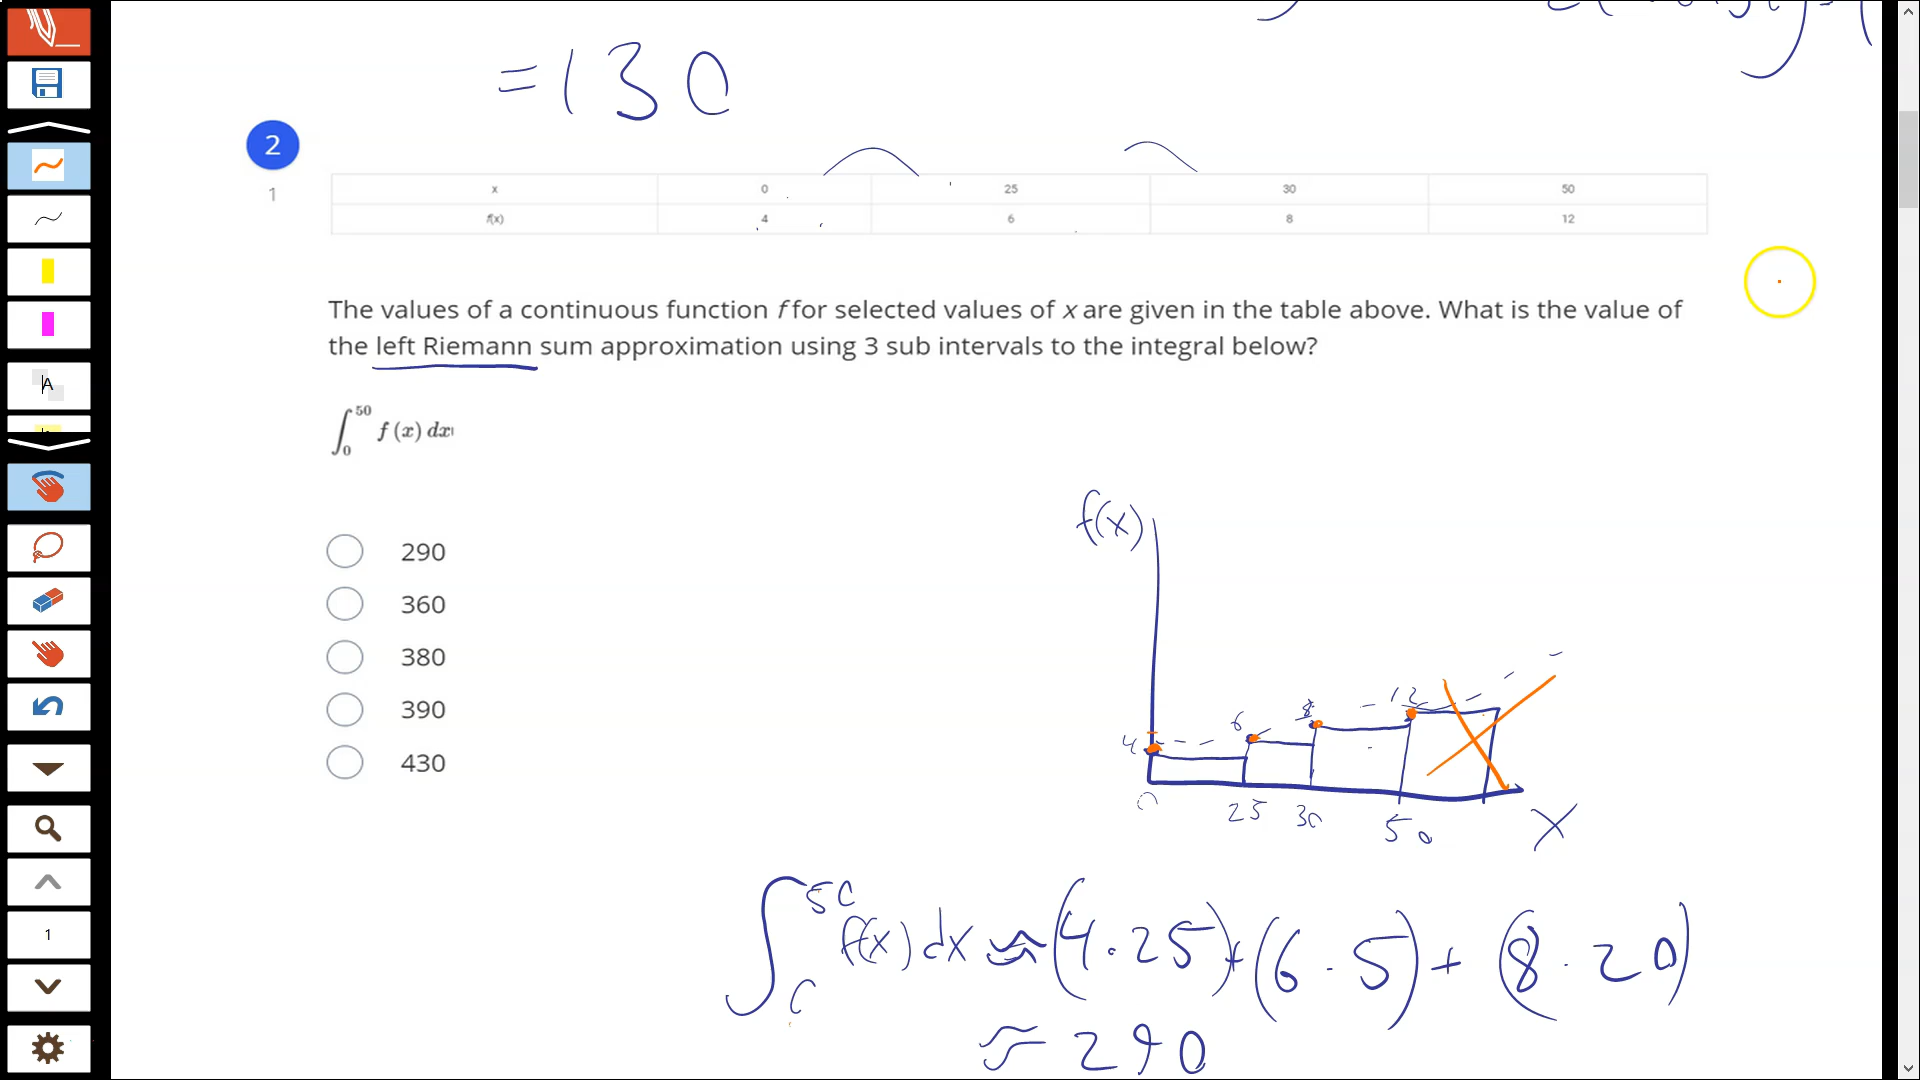 =130
2
1
x 0 25 30 50
f(x) 4 6 8 12
The values of a continuous function f for selected values of x are given in the table above. What is the value of
the left Riemann sum approximation using 3 sub intervals to the integral below?
∫₀⁵⁰ f (x) dx
290
360
380
390
430
f(x)
4 6 8 12
0 25 30 50 X
∫₀⁵⁰ f(x) dx ≈ (4·25)+(6·5)+(8·20)
≈ 290
A
1